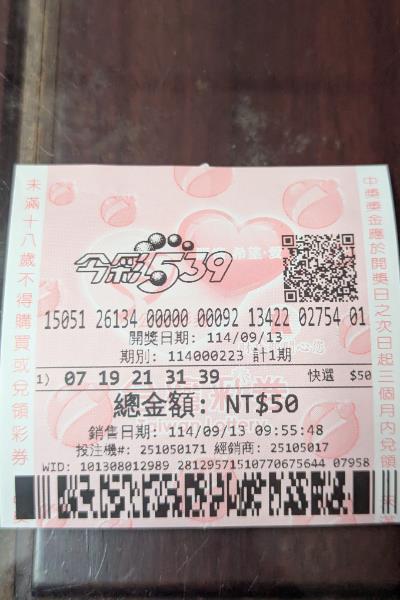 未滿十八歲不得購買或兌領彩券
中獎獎金應於開獎日之次日起三個月內兌領
今彩539
15051 26134 00000 00092 13422 02754 01
開獎日期: 114/09/13
期別: 114000223 計1期
1) 07 19 21 31 39 快選 $50
總金額: NT$50
銷售日期: 114/09/13 09:55:48
投注機#: 251050171 經銷商: 25105017
WID: 101308012989 28129571510770675644 07958